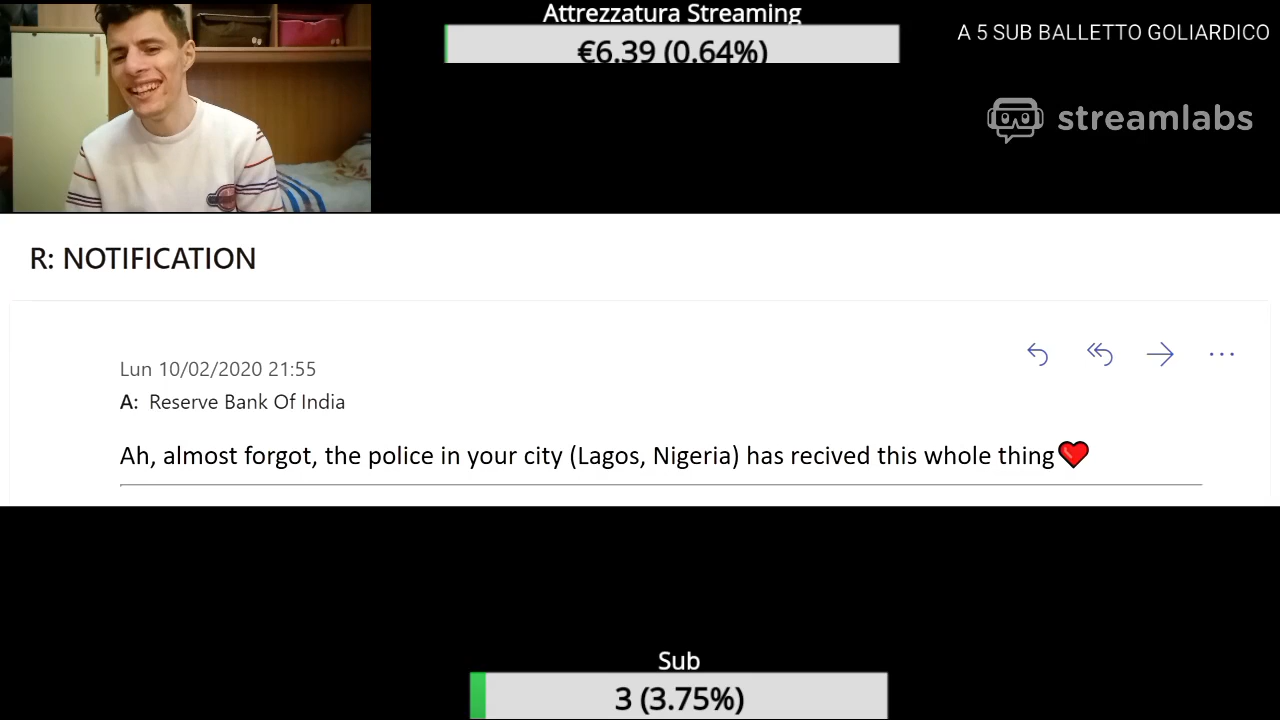 Attrezzatura Streaming
€6.39 (0.64%)
A 5 SUB BALLETTO GOLIARDICO
streamlabs
R: NOTIFICATION
Lun 10/02/2020 21:55
A: Reserve Bank Of India
Ah, almost forgot, the police in your city (Lagos, Nigeria) has recived this whole thing❤️
Sub
3 (3.75%)